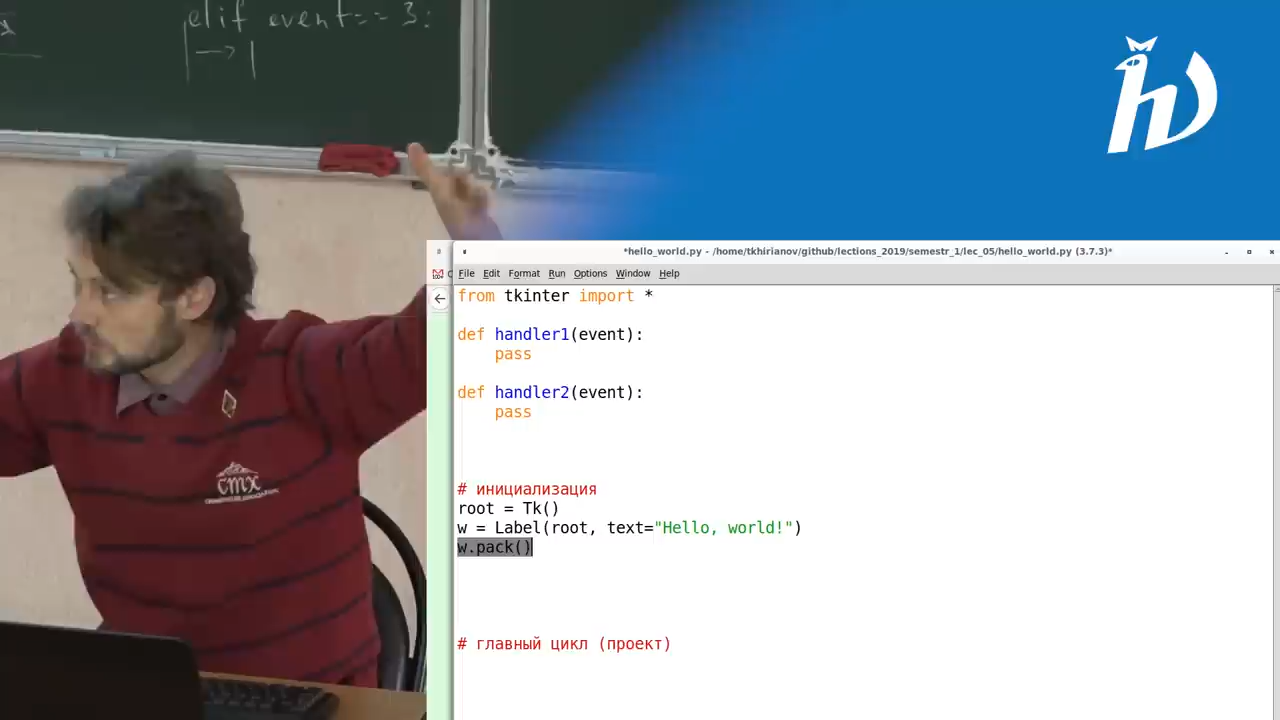 elif event == 3:
*hello_world.py - /home/tkhirianov/github/lections_2019/semestr_1/lec_05/hello_world.py (3.7.3)*
File Edit Format Run Options Window Help
from tkinter import *
def handler1(event):
pass
def handler2(event):
pass
# инициализация
root = Tk()
w = Label(root, text="Hello, world!")
w.pack()
# главный цикл (проект)
стх